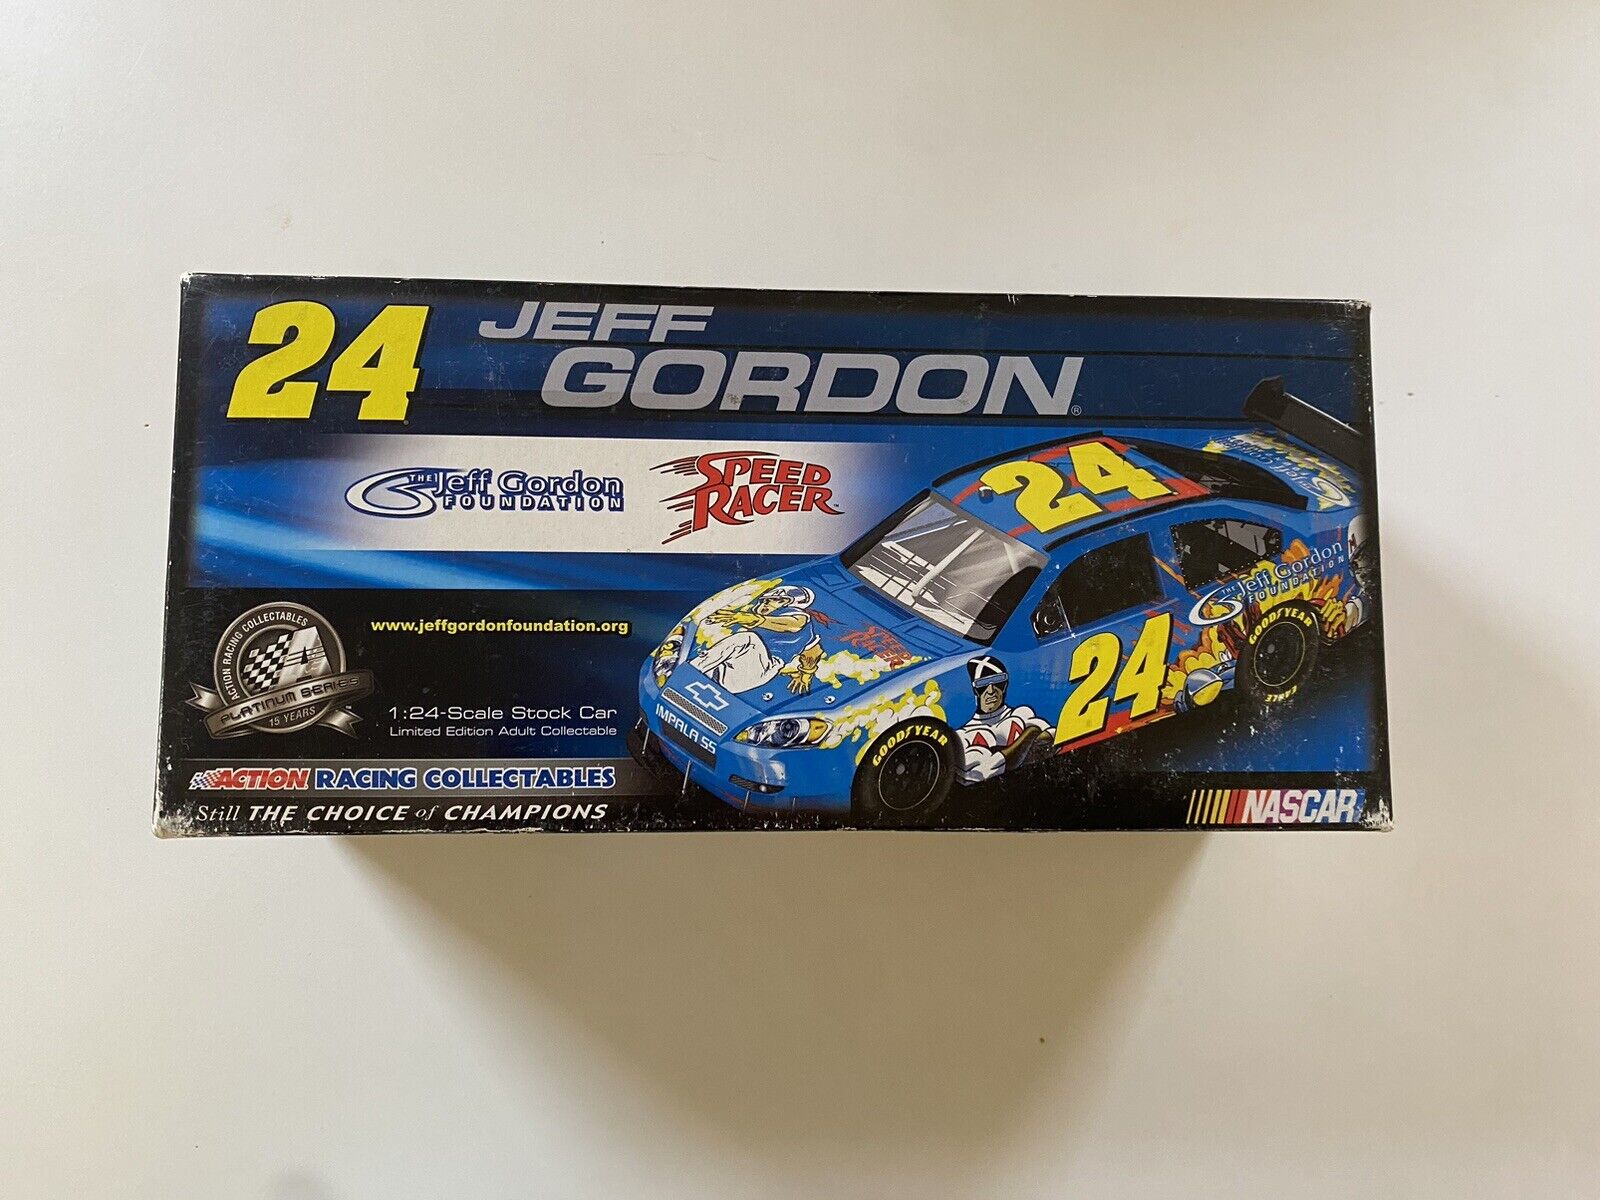 24 JEFF
GORDON®
THE Jeff Gordon
FOUNDATION
SPEED
RACER™
www.jeffgordonfoundation.org
ACTION RACING COLLECTABLES
PLATINUM SERIES
15 YEARS
1:24-Scale Stock Car
Limited Edition Adult Collectable
ACTION RACING COLLECTABLES
Still THE CHOICE of CHAMPIONS
24
THE Jeff Gordon
FOUNDATION
GOODYEAR
24
SPEED
RACER
IMPALA SS
GOODYEAR
NASCAR